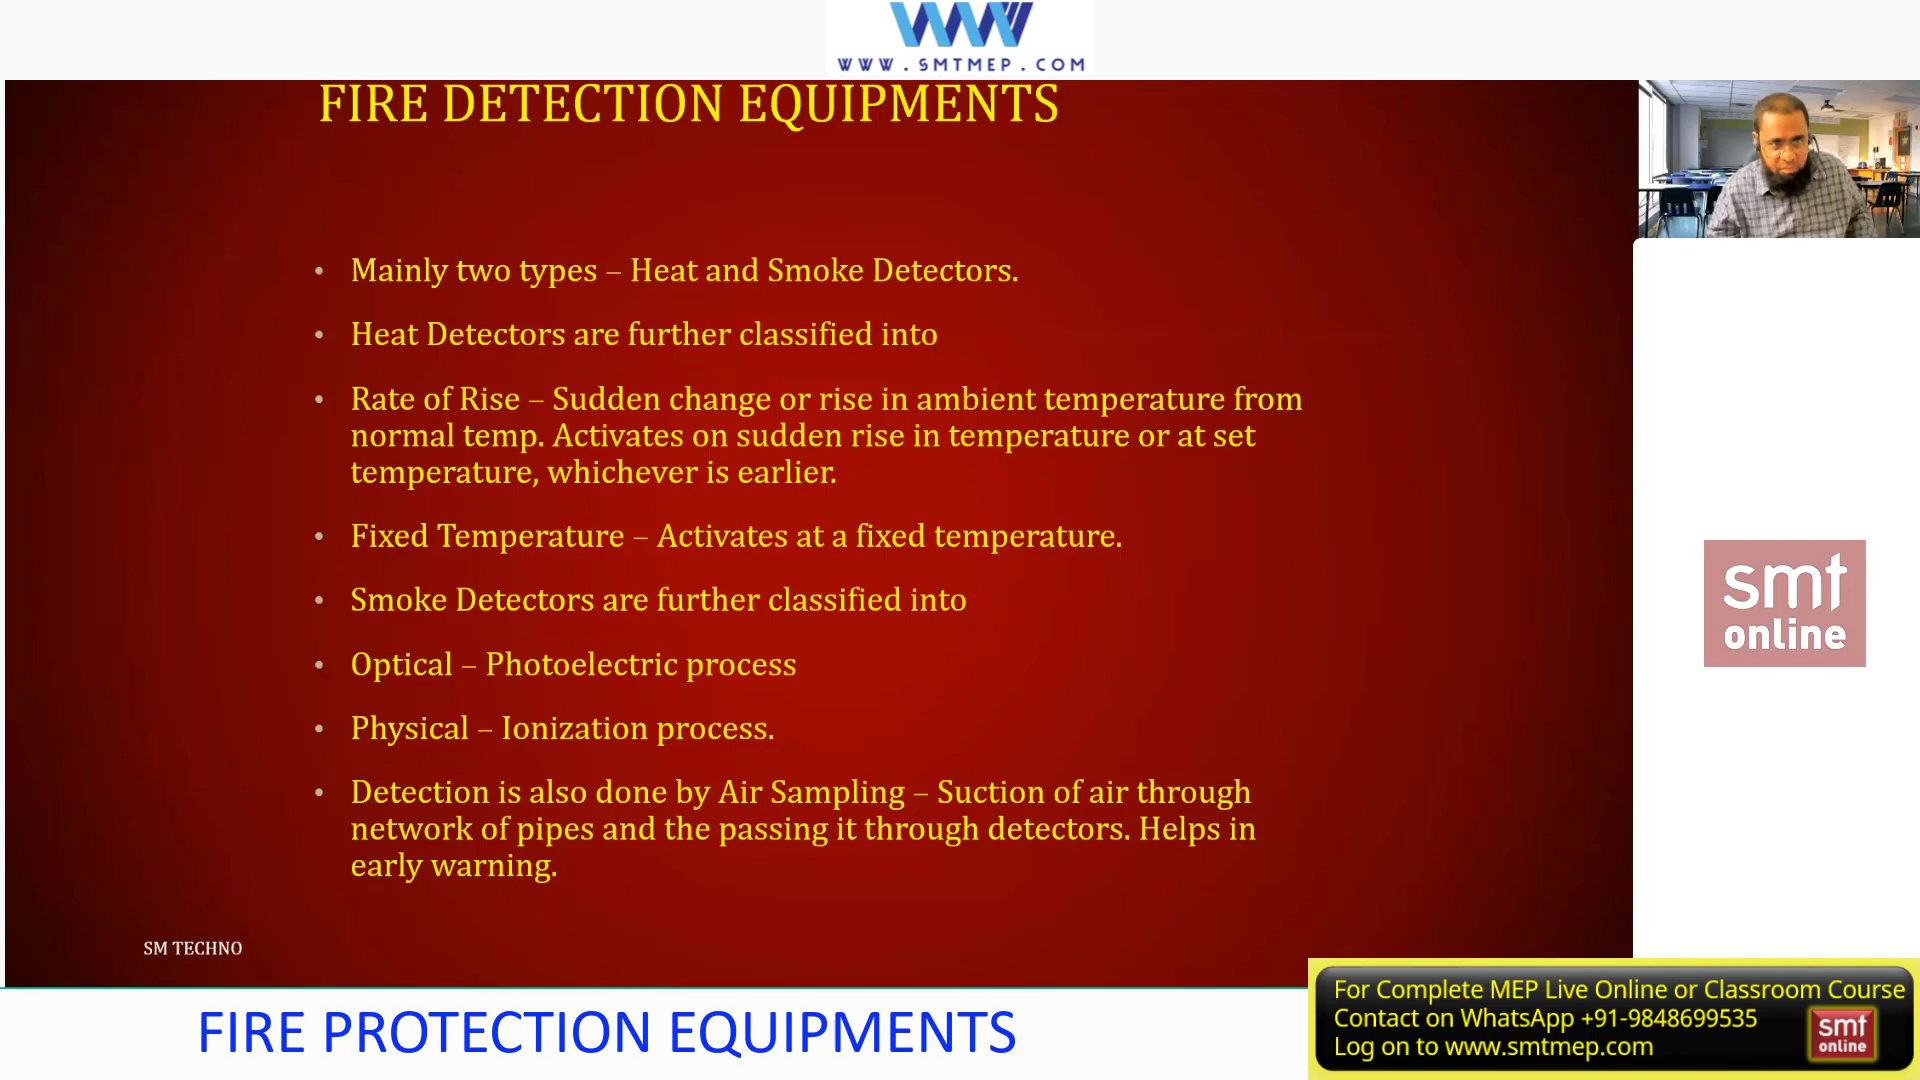 WWW.SMTMEP.COM
FIRE DETECTION EQUIPMENTS
• Mainly two types – Heat and Smoke Detectors.
• Heat Detectors are further classified into
• Rate of Rise – Sudden change or rise in ambient temperature from
normal temp. Activates on sudden rise in temperature or at set
temperature, whichever is earlier.
• Fixed Temperature – Activates at a fixed temperature.
• Smoke Detectors are further classified into
• Optical – Photoelectric process
• Physical – Ionization process.
• Detection is also done by Air Sampling – Suction of air through
network of pipes and the passing it through detectors. Helps in
early warning.
SM TECHNO
smt
online
FIRE PROTECTION EQUIPMENTS
For Complete MEP Live Online or Classroom Course
Contact on WhatsApp +91-9848699535
Log on to www.smtmep.com
smt
online